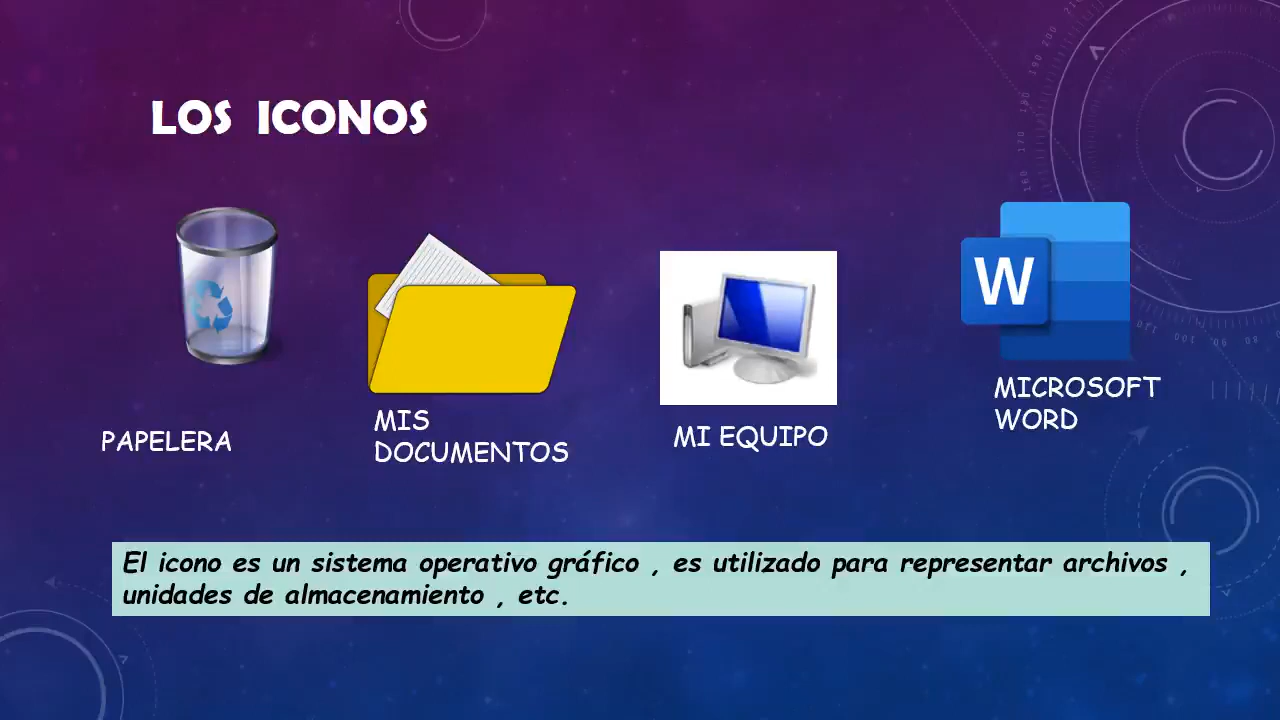 LOS ICONOS
W
PAPELERA
MIS
DOCUMENTOS
MI EQUIPO
MICROSOFT
WORD
El icono es un sistema operativo gráfico , es utilizado para representar archivos ,
unidades de almacenamiento , etc.